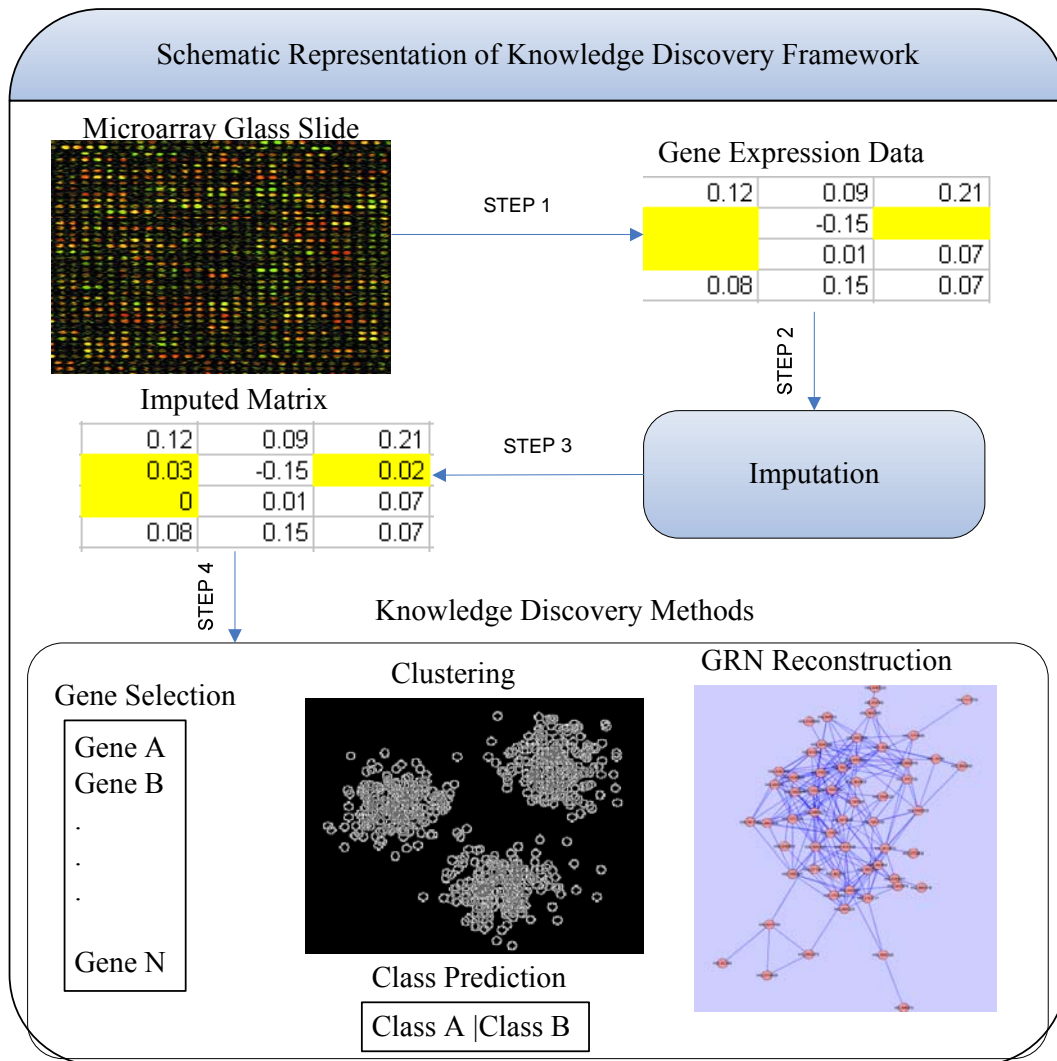 Schematic Representation of Knowledge Discovery Framework
Microarray Glass Slide
STEP 1
Gene Expression Data
0.12 0.09 0.21
-0.15
0.01 0.07
0.08 0.15 0.07
STEP 2
Imputation
STEP 3
Imputed Matrix
0.12 0.09 0.21
0.03 -0.15 0.02
0 0.01 0.07
0.08 0.15 0.07
STEP 4
Knowledge Discovery Methods
Gene Selection
Gene A
Gene B
.
.
.
Gene N
Clustering
Class Prediction
Class A |Class B
GRN Reconstruction